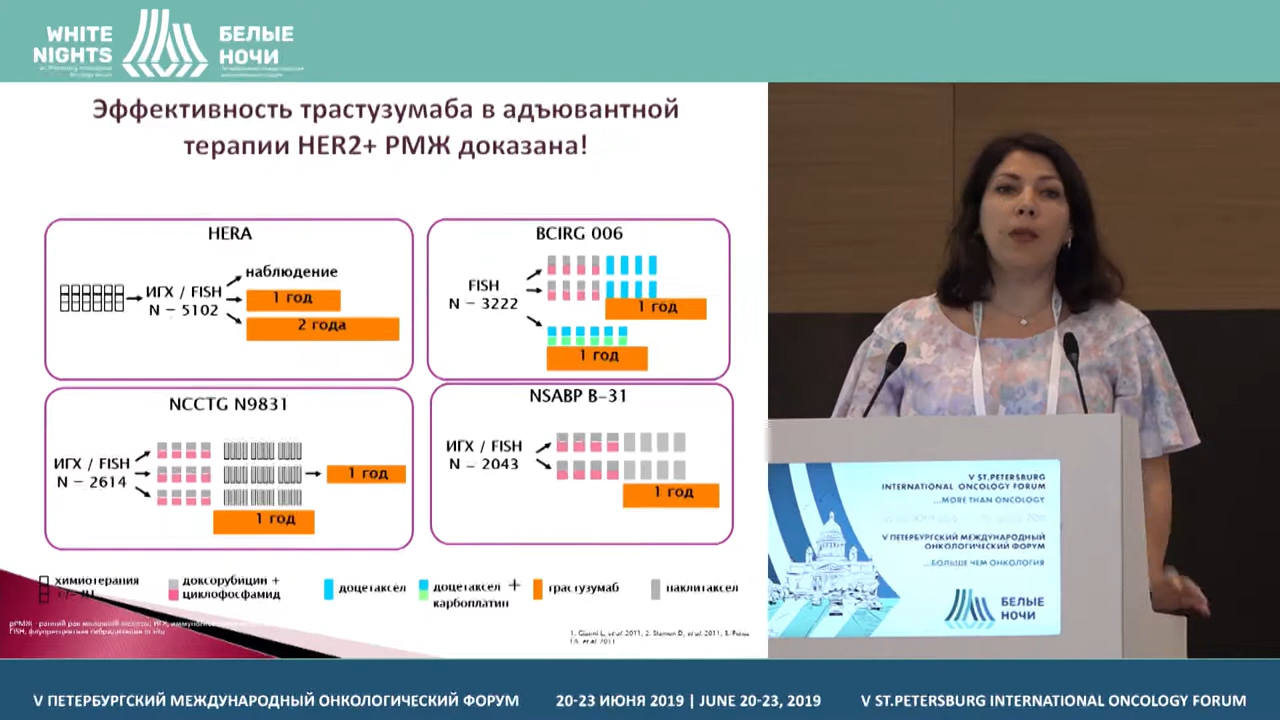 WHITE
NIGHTS
БЕЛЫЕ
НОЧИ
Эффективность трастузумаба в адъювантной
терапии HER2+ РМЖ доказана!
HERA
ИГХ / FISH
N – 5102
наблюдение
1 год
2 года
BCIRG 006
FISH
N – 3222
1 год
1 год
NCCTG N9831
ИГХ / FISH
N – 2614
1 год
1 год
NSABP B–31
ИГХ / FISH
N – 2043
1 год
химиотерапия
доксорубицин +
циклофосфамид
доцетаксел
доцетаксел +
карбоплатин
трастузумаб
паклитаксел
V ST.PETERSBURG
INTERNATIONAL ONCOLOGY FORUM
...MORE THAN ONCOLOGY
V ПЕТЕРБУРГСКИЙ МЕЖДУНАРОДНЫЙ
ОНКОЛОГИЧЕСКИЙ ФОРУМ
...БОЛЬШЕ ЧЕМ ОНКОЛОГИЯ
БЕЛЫЕ
НОЧИ
V ПЕТЕРБУРГСКИЙ МЕЖДУНАРОДНЫЙ ОНКОЛОГИЧЕСКИЙ ФОРУМ
20-23 ИЮНЯ 2019 | JUNE 20-23, 2019
V ST.PETERSBURG INTERNATIONAL ONCOLOGY FORUM